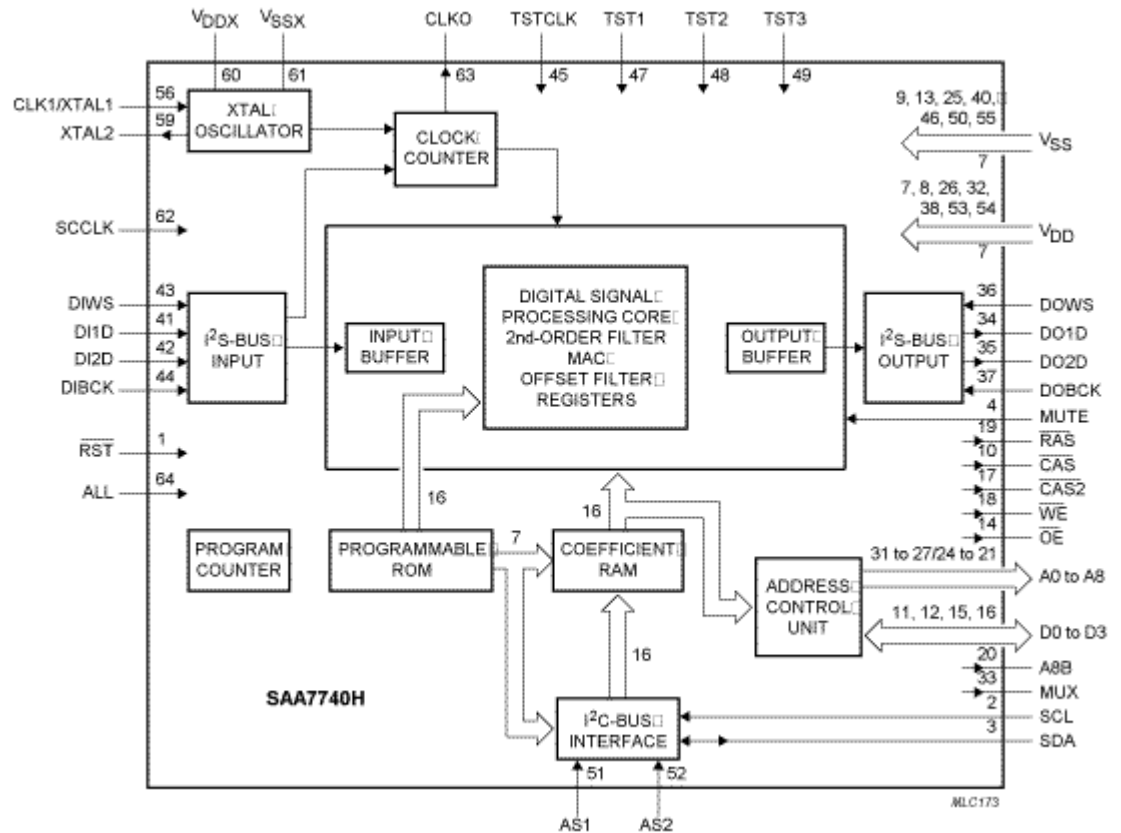 VDDX VSSX CLKO TSTCLK TST1 TST2 TST3
60 61 63 45 47 48 49
CLK1/XTAL1 56
XTAL2 59
XTAL
OSCILLATOR
CLOCK
COUNTER
9, 13, 25, 40,
46, 50, 55
VSS
7
7, 8, 26, 32,
38, 53, 54
VDD
7
SCCLK 62
DIWS 43
DI1D 41
DI2D 42
DIBCK 44
I2S-BUS
INPUT
INPUT
BUFFER
DIGITAL SIGNAL
PROCESSING CORE
2nd-ORDER FILTER
MAC
OFFSET FILTER
REGISTERS
OUTPUT
BUFFER
I2S-BUS
OUTPUT
36 DOWS
34 DO1D
35 DO2D
37 DOBCK
4 MUTE
19 RAS
10 CAS
17 CAS2
18 WE
14 OE
RST 1
ALL 64
16
16
PROGRAM
COUNTER
PROGRAMMABLE
ROM
7
COEFFICIENT
RAM
ADDRESS
CONTROL
UNIT
31 to 27/24 to 21
A0 to A8
11, 12, 15, 16
D0 to D3
16
20 A8B
33 MUX
2 SCL
3 SDA
SAA7740H
I2C-BUS
INTERFACE
51 52
AS1 AS2
MLC173